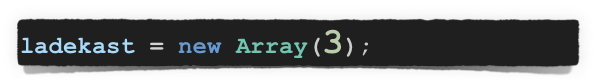 ladekast = new Array(3);